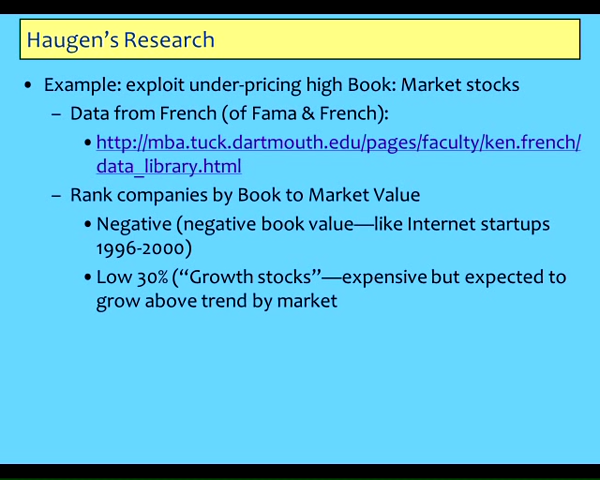 Haugen’s Research
• Example: exploit under-pricing high Book: Market stocks
– Data from French (of Fama & French):
• http://mba.tuck.dartmouth.edu/pages/faculty/ken.french/
data_library.html
– Rank companies by Book to Market Value
• Negative (negative book value—like Internet startups
1996-2000)
• Low 30% (“Growth stocks”—expensive but expected to
grow above trend by market